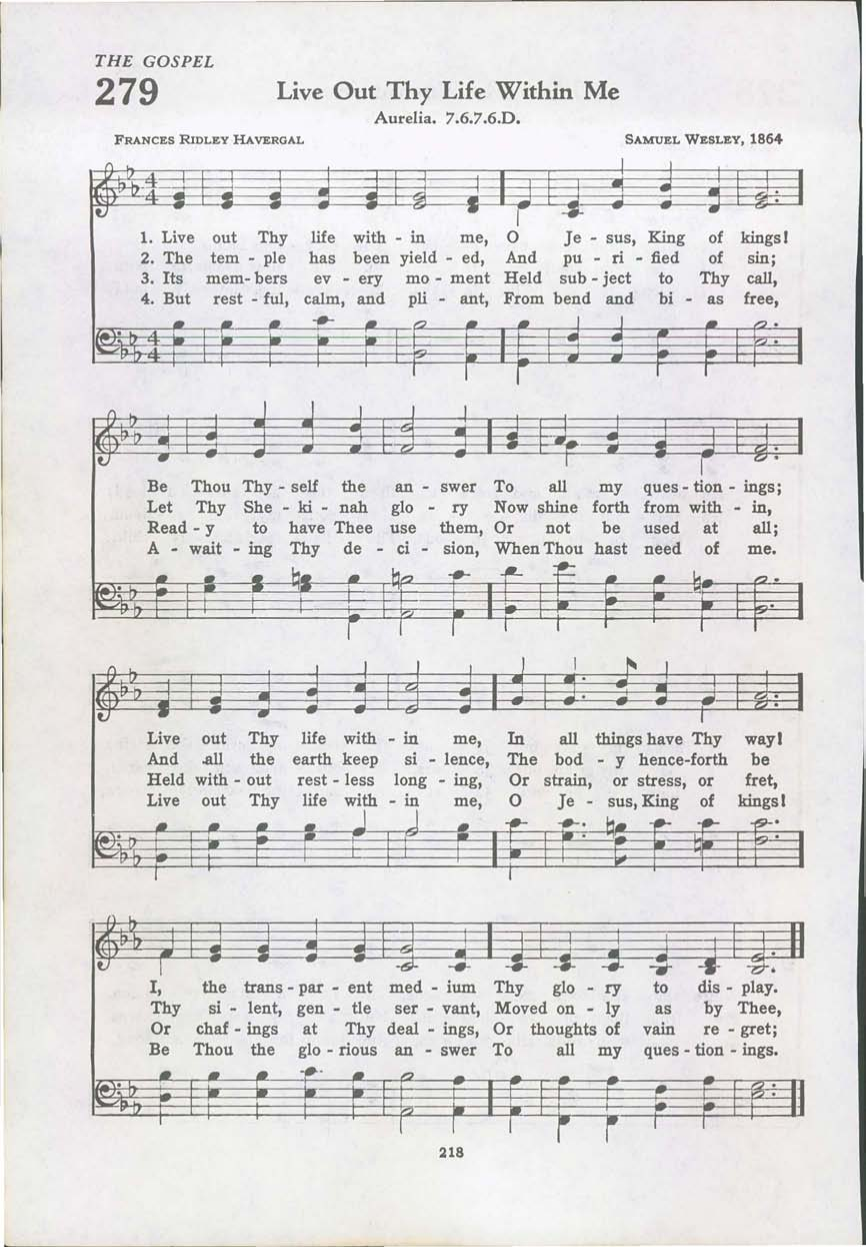 THE GOSPEL
279
Live Out Thy Life Within Me
Aurelia. 7.6.7.6.D.
FRANCES RIDLEY HAVERGAL SAMUEL WESLEY, 1864
1. Live out Thy life with - in me, O Je - sus, King of kings!
2. The tem - ple has been yield - ed, And pu - ri - fied of sin;
3. Its mem - bers ev - ery mo - ment Held sub - ject to Thy call,
4. But rest - ful, calm, and pli - ant, From bend and bi - as free,
Be Thou Thy - self the an - swer To all my ques - tion - ings;
Let Thy She - ki - nah glo - ry Now shine forth from with - in,
Read - y to have Thee use them, Or not be used at all;
A - wait - ing Thy de - ci - sion, When Thou hast need of me.
Live out Thy life with - in me, In all things have Thy way!
And all the earth keep si - lence, The bod - y hence-forth be
Held with - out rest - less long - ing, Or strain, or stress, or fret,
Live out Thy life with - in me, O Je - sus, King of kings!
I, the trans - par - ent med - ium Thy glo - ry to dis - play.
Thy si - lent, gen - tle ser - vant, Moved on - ly as by Thee,
Or chaf - ings at Thy deal - ings, Or thoughts of vain re - gret;
Be Thou the glo - rious an - swer To all my ques - tion - ings.
218